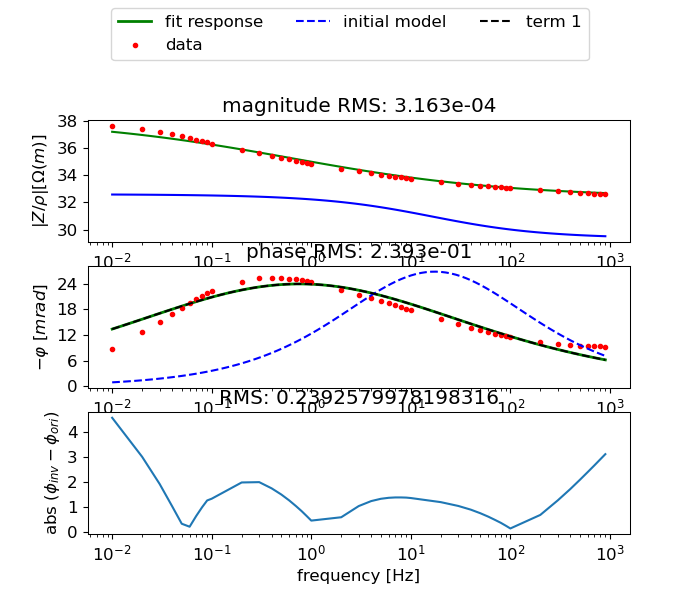 fit response initial model term 1
data
magnitude RMS: 3.163e-04
38
36
34
32
30
|Z/ρ|[Ω(m)]
10⁻² 10⁻¹ 10⁰ 10¹ 10² 10³
phase RMS: 2.393e-01
24
18
12
6
0
−φ [mrad]
10⁻² 10⁻¹ 10⁰ 10¹ 10² 10³
RMS: 0.2392579978198316
4
3
2
1
0
abs (ϕ_inv − ϕ_ori)
10⁻² 10⁻¹ 10⁰ 10¹ 10² 10³
frequency [Hz]